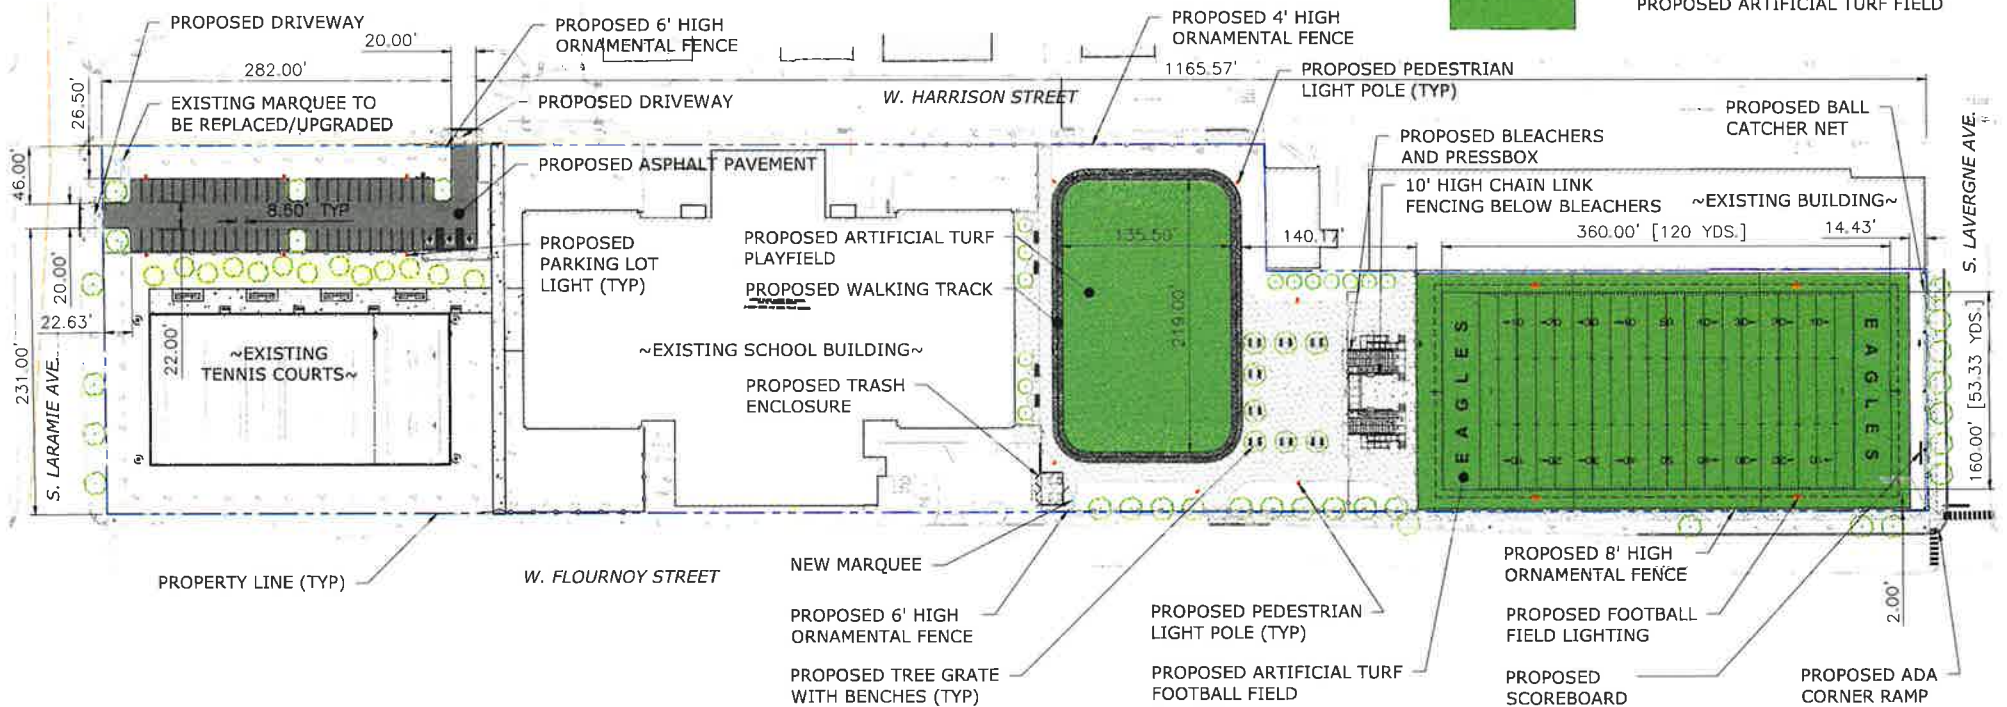 PROPOSED ARTIFICIAL TURF FIELD
PROPOSED DRIVEWAY
PROPOSED 6' HIGH
ORNAMENTAL FENCE
PROPOSED 4' HIGH
ORNAMENTAL FENCE
20.00'
282.00'
1165.57'
26.50'
EXISTING MARQUEE TO
BE REPLACED/UPGRADED
PROPOSED DRIVEWAY
W. HARRISON STREET
PROPOSED PEDESTRIAN
LIGHT POLE (TYP)
PROPOSED BALL
CATCHER NET
S. LAVERGNE AVE.
PROPOSED BLEACHERS
AND PRESSBOX
46.00'
PROPOSED ASPHALT PAVEMENT
10' HIGH CHAIN LINK
FENCING BELOW BLEACHERS
~EXISTING BUILDING~
8.50' TYP
PROPOSED
PARKING LOT
LIGHT (TYP)
PROPOSED ARTIFICIAL TURF
PLAYFIELD
135.50'
140.17'
360.00' [120 YDS.]
14.43'
20.00'
PROPOSED WALKING TRACK
219.00'
22.63'
22.00'
231.00'
S. LARAMIE AVE.
~EXISTING
TENNIS COURTS~
~EXISTING SCHOOL BUILDING~
PROPOSED TRASH
ENCLOSURE
EAGLES
EAGLES
160.00' [53.33 YDS.]
PROPERTY LINE (TYP)
W. FLOURNOY STREET
NEW MARQUEE
PROPOSED 6' HIGH
ORNAMENTAL FENCE
PROPOSED TREE GRATE
WITH BENCHES (TYP)
PROPOSED PEDESTRIAN
LIGHT POLE (TYP)
PROPOSED ARTIFICIAL TURF
FOOTBALL FIELD
PROPOSED 8' HIGH
ORNAMENTAL FENCE
PROPOSED FOOTBALL
FIELD LIGHTING
PROPOSED
SCOREBOARD
2.00'
PROPOSED ADA
CORNER RAMP